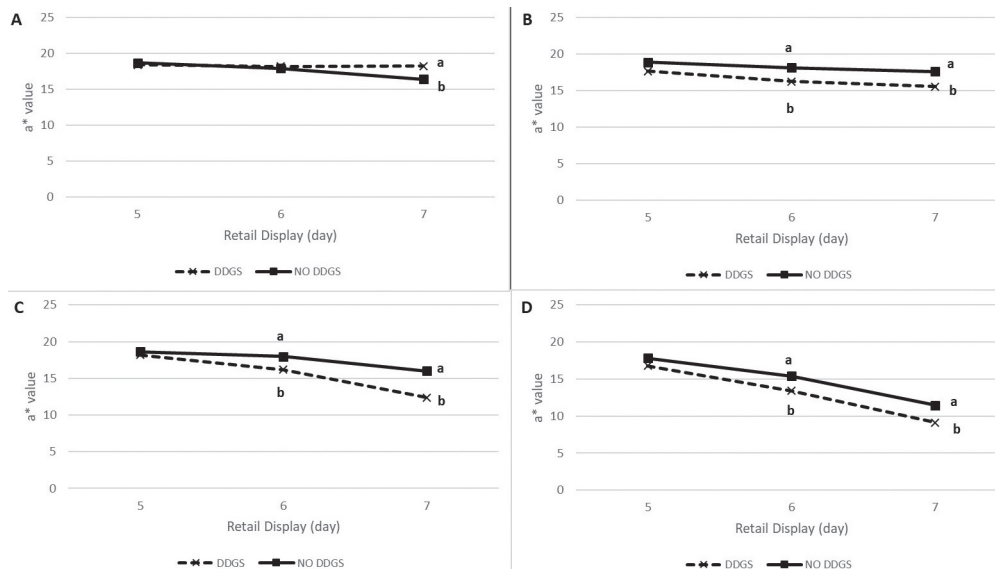 A
25
20
15
10
5
0
a* value
a
b
5 6 7
Retail Display (day)
DDGS NO DDGS
B
25
20
15
10
5
0
a* value
a
a
b
b
5 6 7
Retail Display (day)
DDGS NO DDGS
C
25
20
15
10
5
0
a* value
a
a
b
b
5 6 7
Retail Display (day)
DDGS NO DDGS
D
25
20
15
10
5
0
a* value
a
a
b
b
5 6 7
Retail Display (day)
DDGS NO DDGS